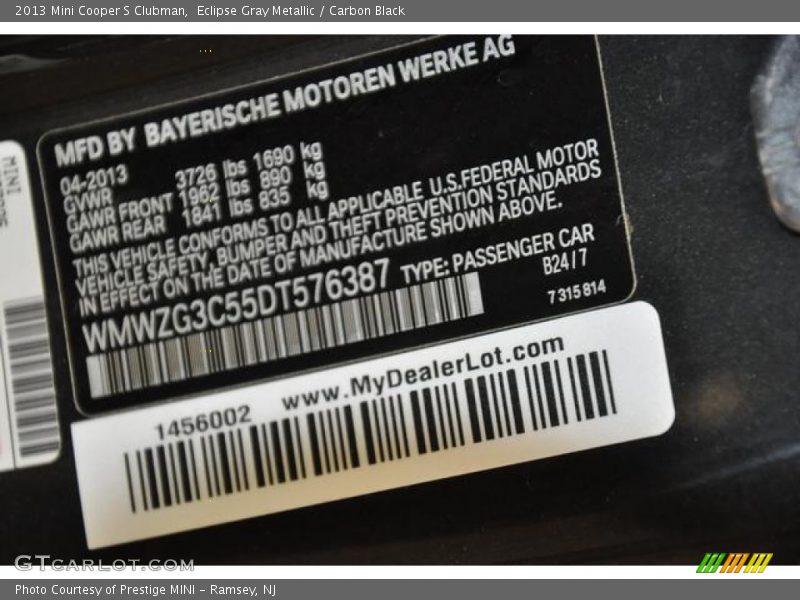 2013 Mini Cooper S Clubman, Eclipse Gray Metallic / Carbon Black
MFD BY BAYERISCHE MOTOREN WERKE AG
04-2013
GVWR 3726 lbs 1690 kg
GAWR FRONT 1962 lbs 890 kg
GAWR REAR 1841 lbs 835 kg
THIS VEHICLE CONFORMS TO ALL APPLICABLE U.S.FEDERAL MOTOR
VEHICLE SAFETY, BUMPER AND THEFT PREVENTION STANDARDS
IN EFFECT ON THE DATE OF MANUFACTURE SHOWN ABOVE.
WMWZG3C55DT576387 TYPE: PASSENGER CAR
B24/7
7315814
MINI
1456002 www.MyDealerLot.com
GTCARLOT.COM
Photo Courtesy of Prestige MINI - Ramsey, NJ